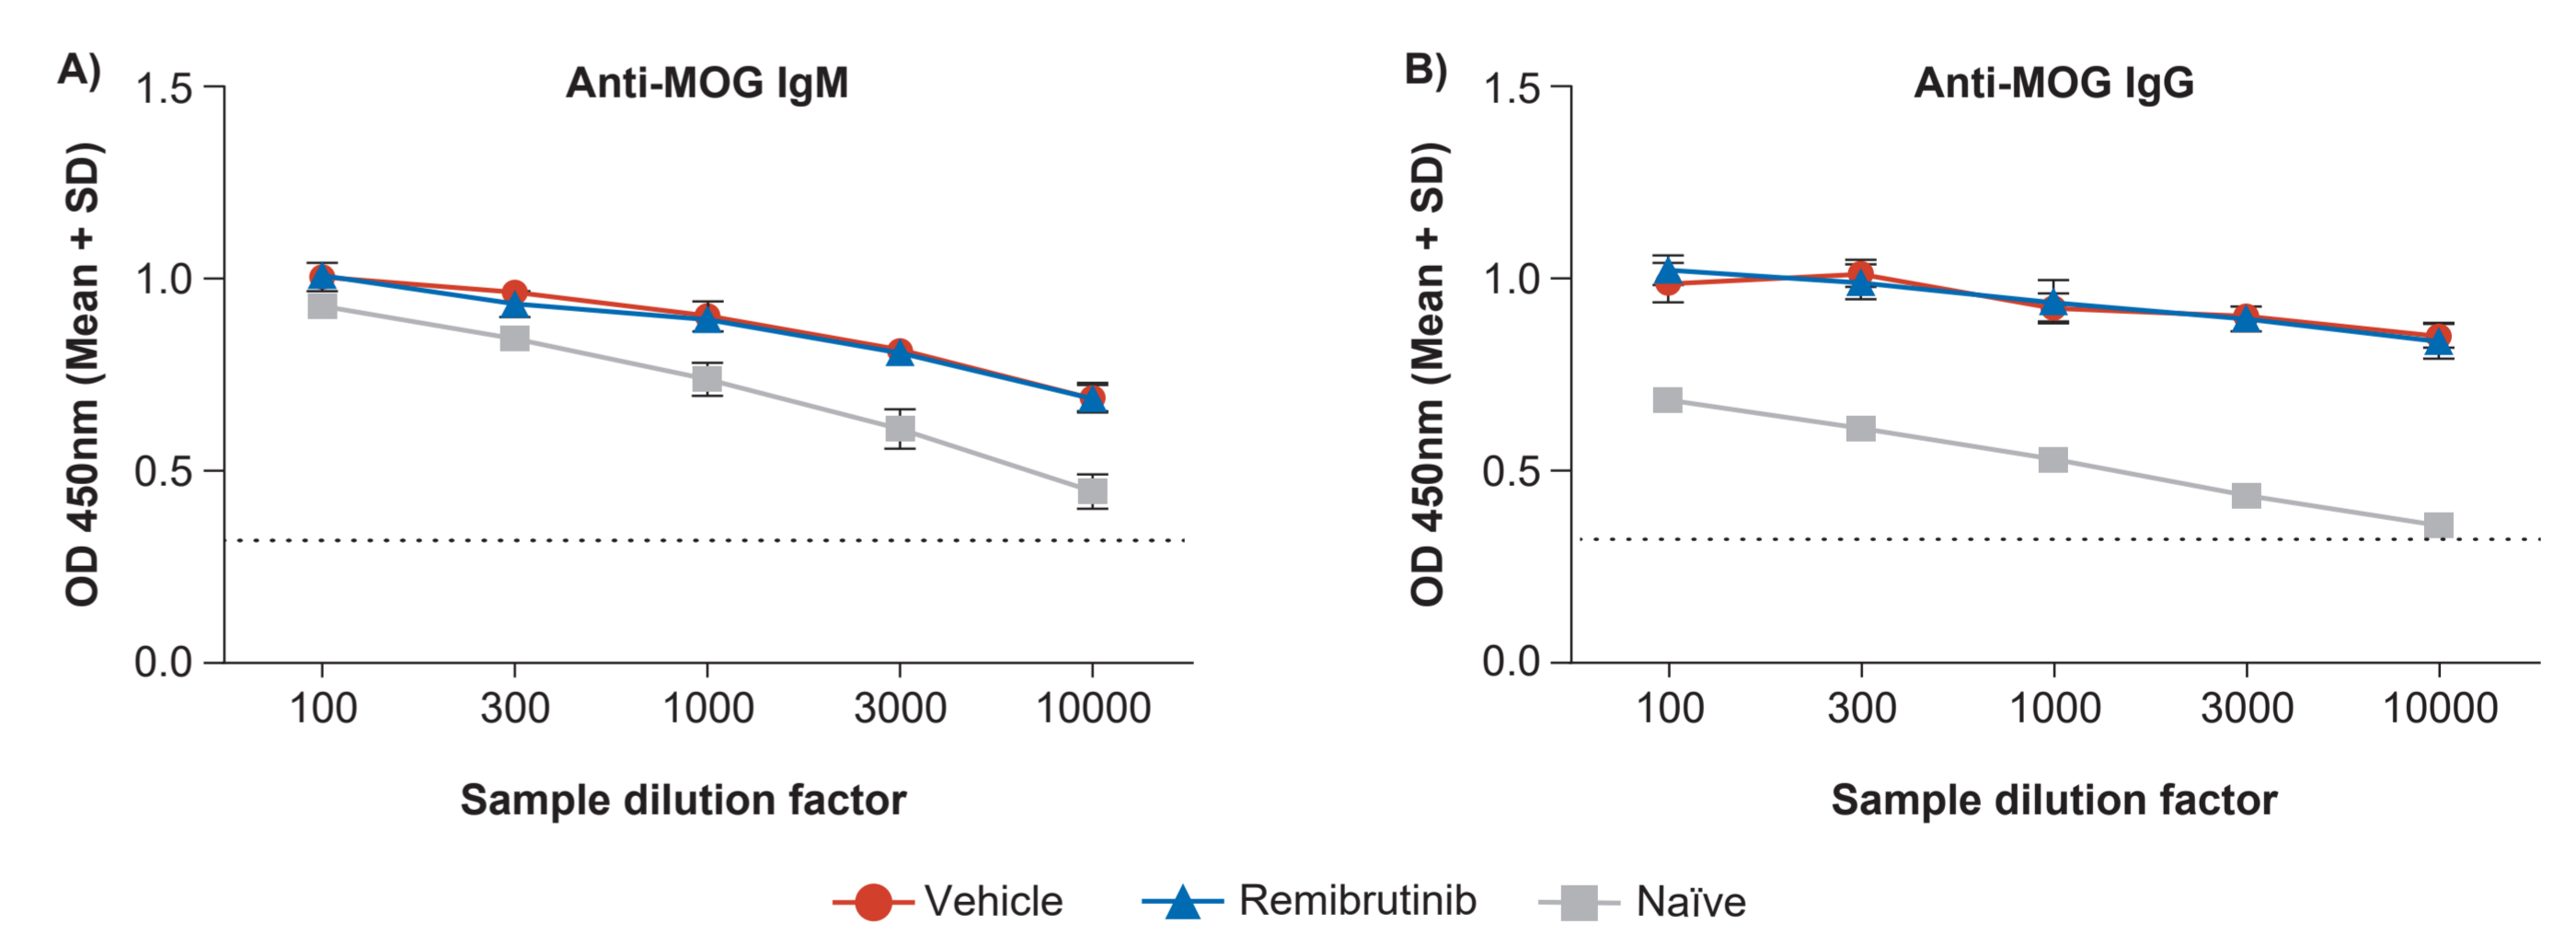 A)
Anti-MOG IgM
OD 450nm (Mean + SD)
1.5
1.0
0.5
0.0
100 300 1000 3000 10000
Sample dilution factor
B)
Anti-MOG IgG
OD 450nm (Mean + SD)
1.5
1.0
0.5
0.0
100 300 1000 3000 10000
Sample dilution factor
Vehicle Remibrutinib Naïve